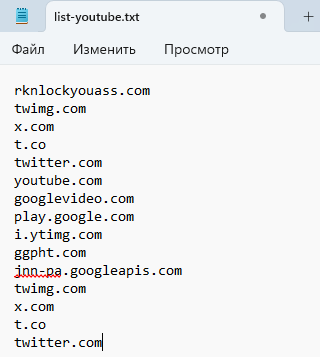 list-youtube.txt
Файл Изменить Просмотр
rknlockyouass.com
twimg.com
x.com
t.co
twitter.com
youtube.com
googlevideo.com
play.google.com
i.ytimg.com
ggpht.com
jnn-pa.googleapis.com
twimg.com
x.com
t.co
twitter.com